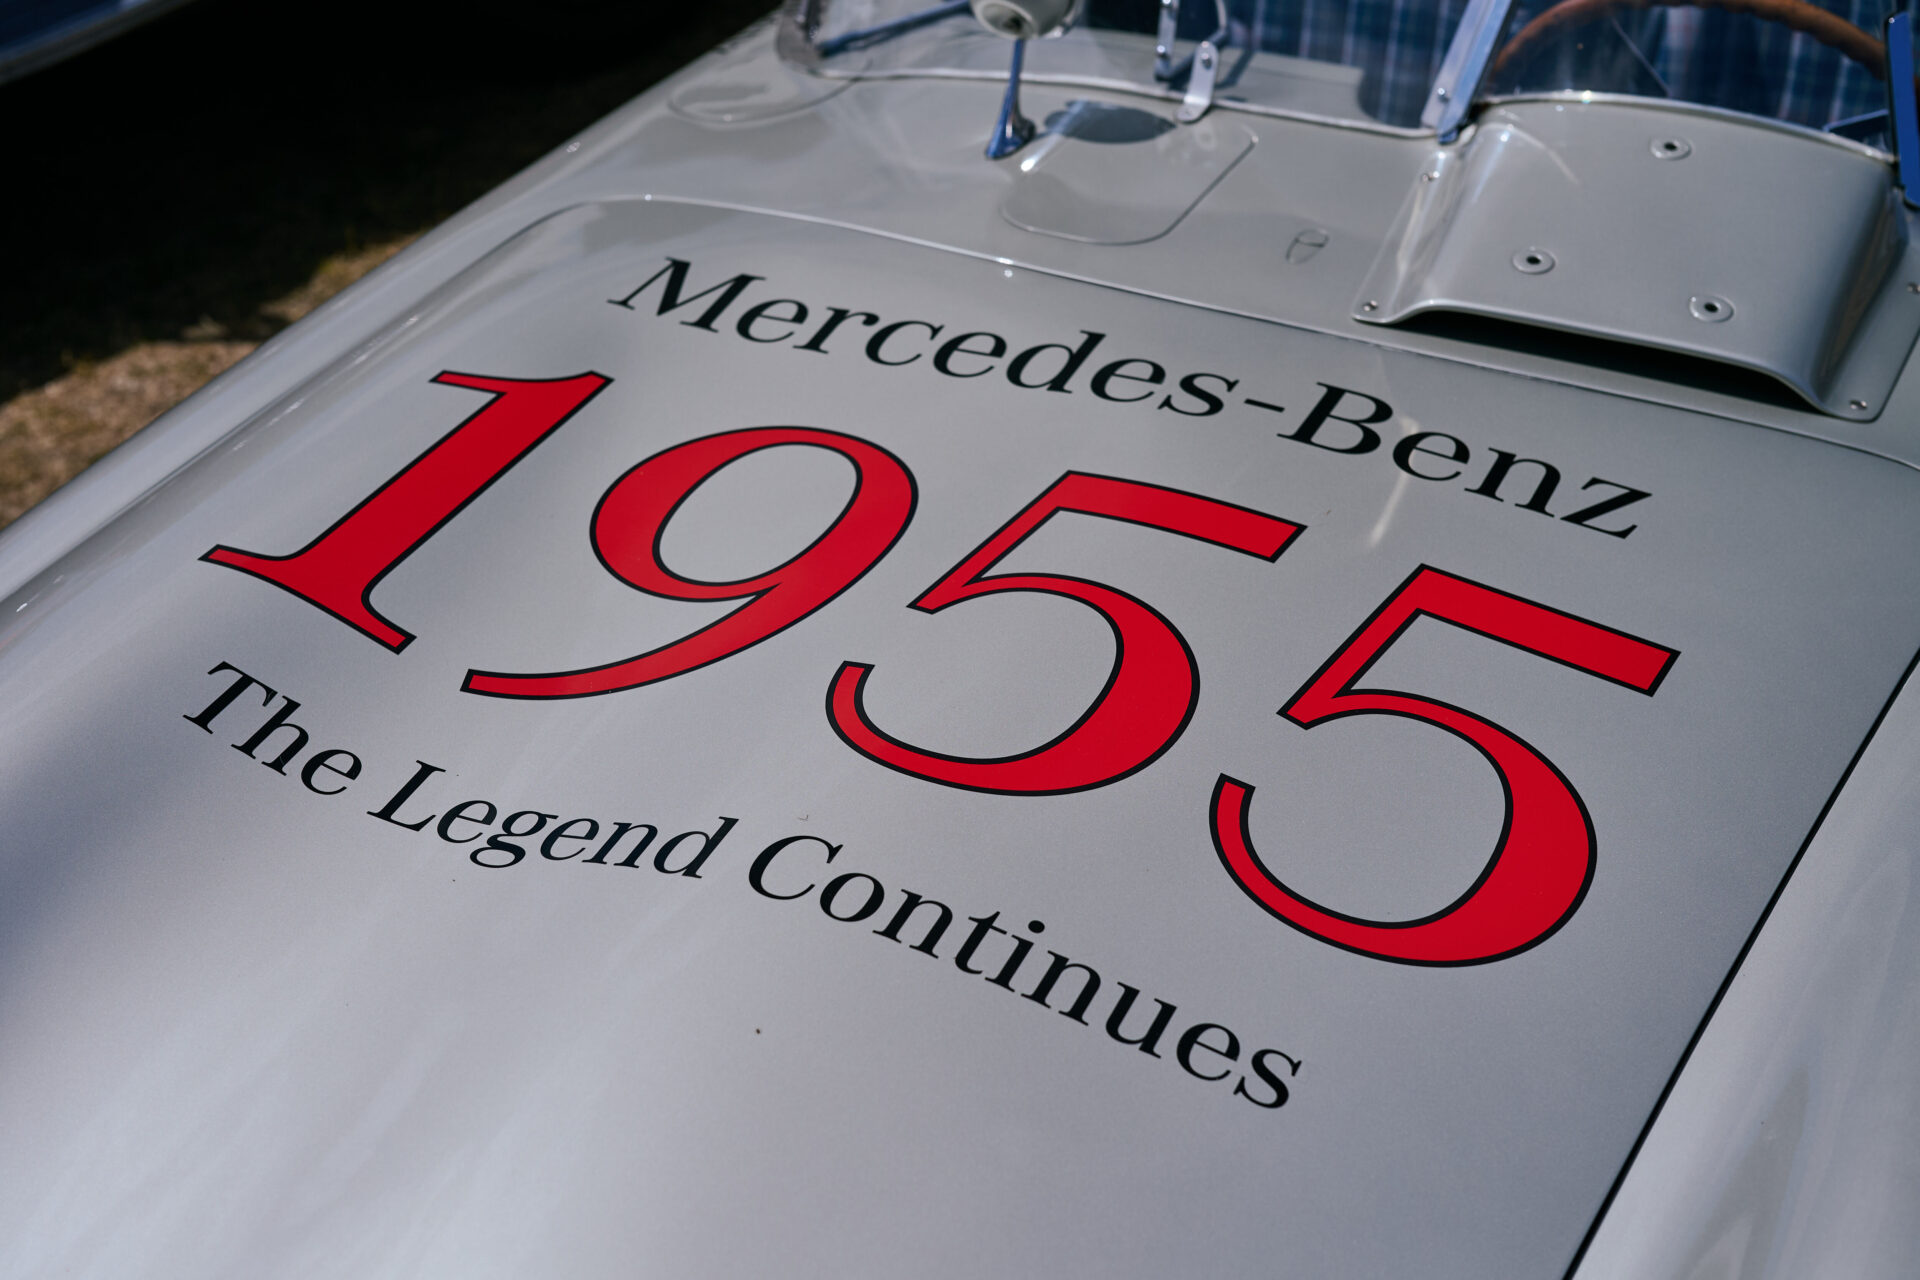 Mercedes-Benz
1955
The Legend Continues